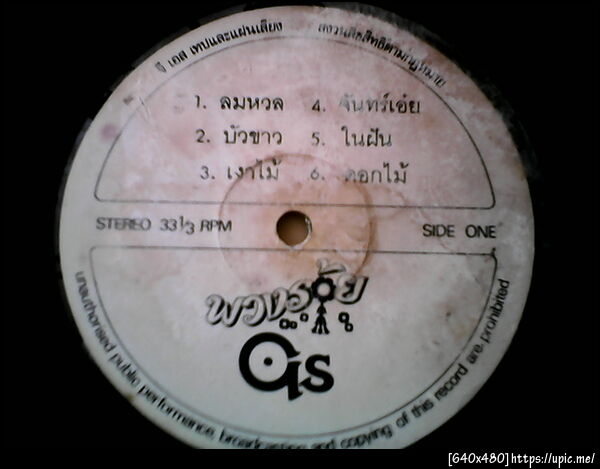 จี เอส เทปและแผ่นเสียง
สงวนลิขสิทธิ์ตามกฎหมาย
1. ลมหวล
2. บัวขาว
3. เงาไม้
4. จันทร์เอ๋ย
5. ในฝัน
6. ดอกไม้
STEREO 33 1/3 RPM
SIDE ONE
พวงร้อย
GS
unauthorised public performance, broadcasting and copying of this record are prohibited
[640x480]https://upic.me/